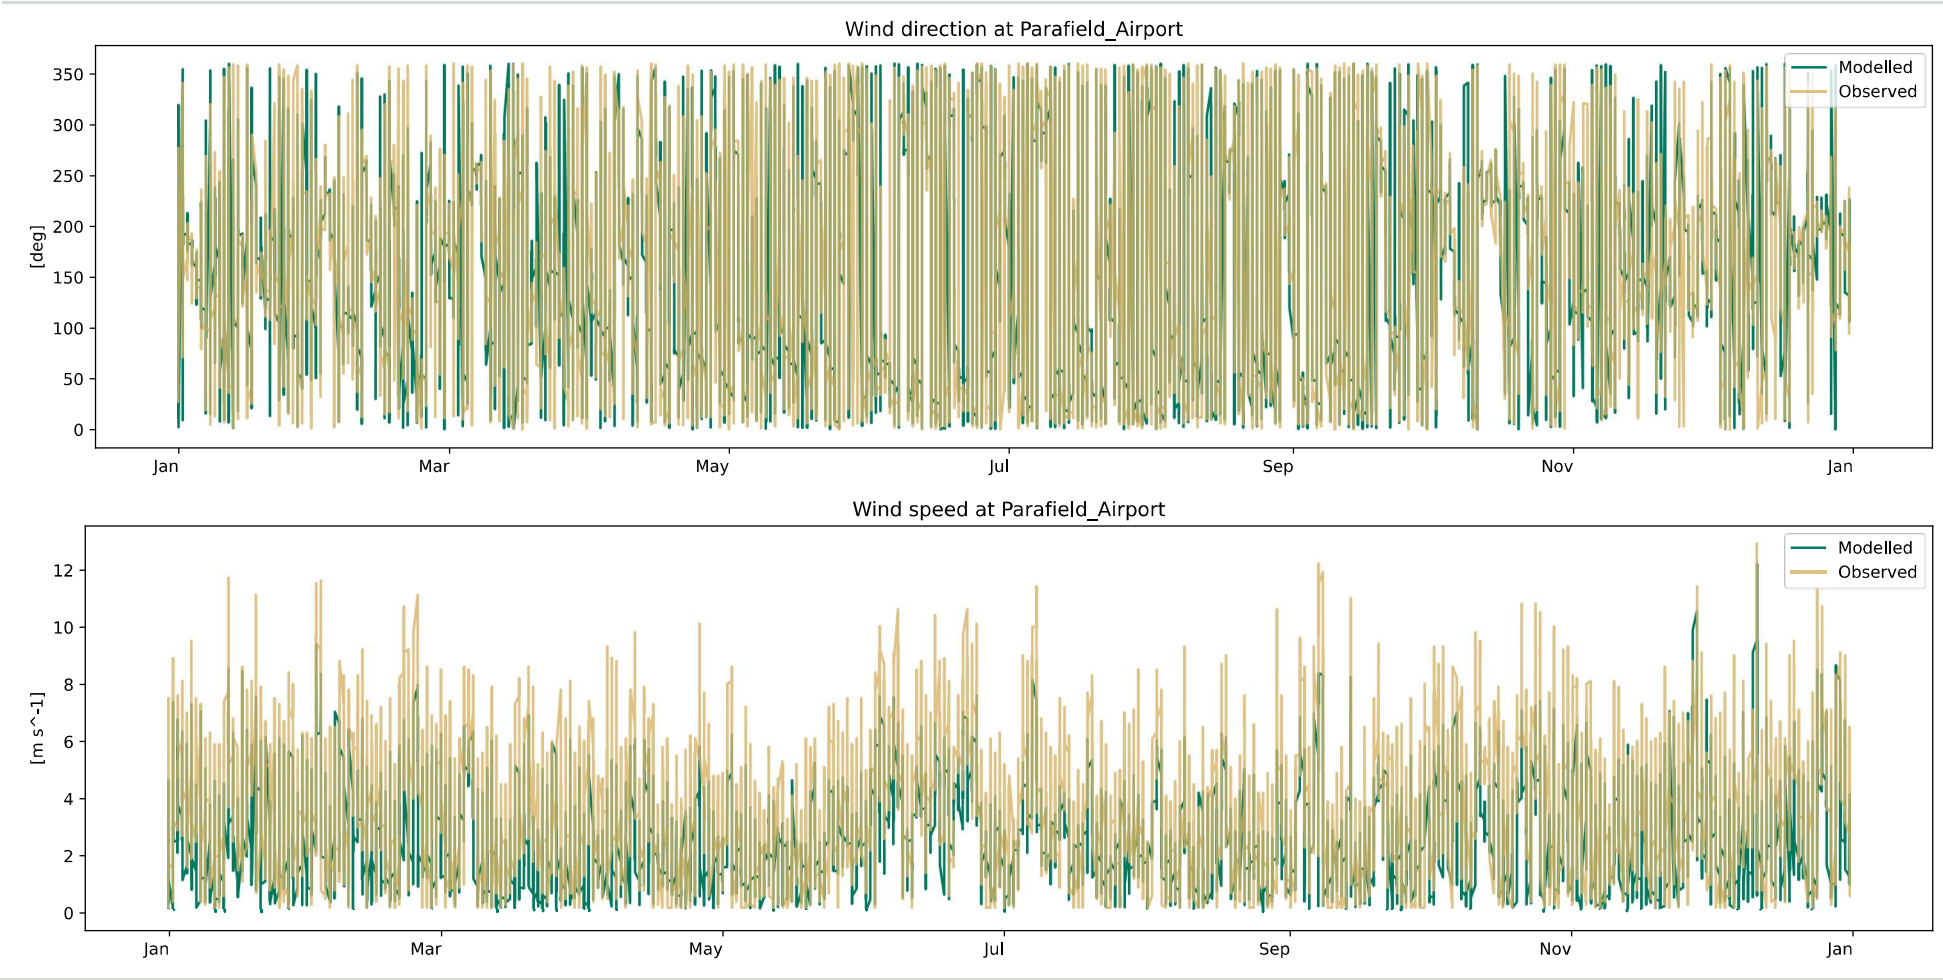 Wind direction at Parafield_Airport
Modelled
Observed
[deg]
350
300
250
200
150
100
50
0
Jan Mar May Jul Sep Nov Jan
Wind speed at Parafield_Airport
Modelled
Observed
[m s^-1]
12
10
8
6
4
2
0
Jan Mar May Jul Sep Nov Jan